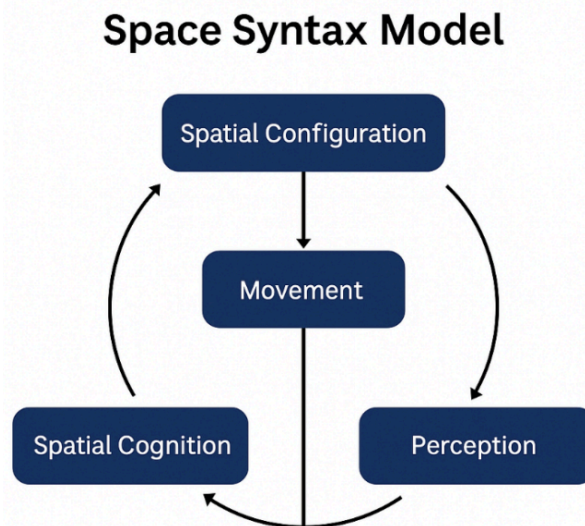 Space Syntax Model
Spatial Configuration
Movement
Spatial Cognition
Perception